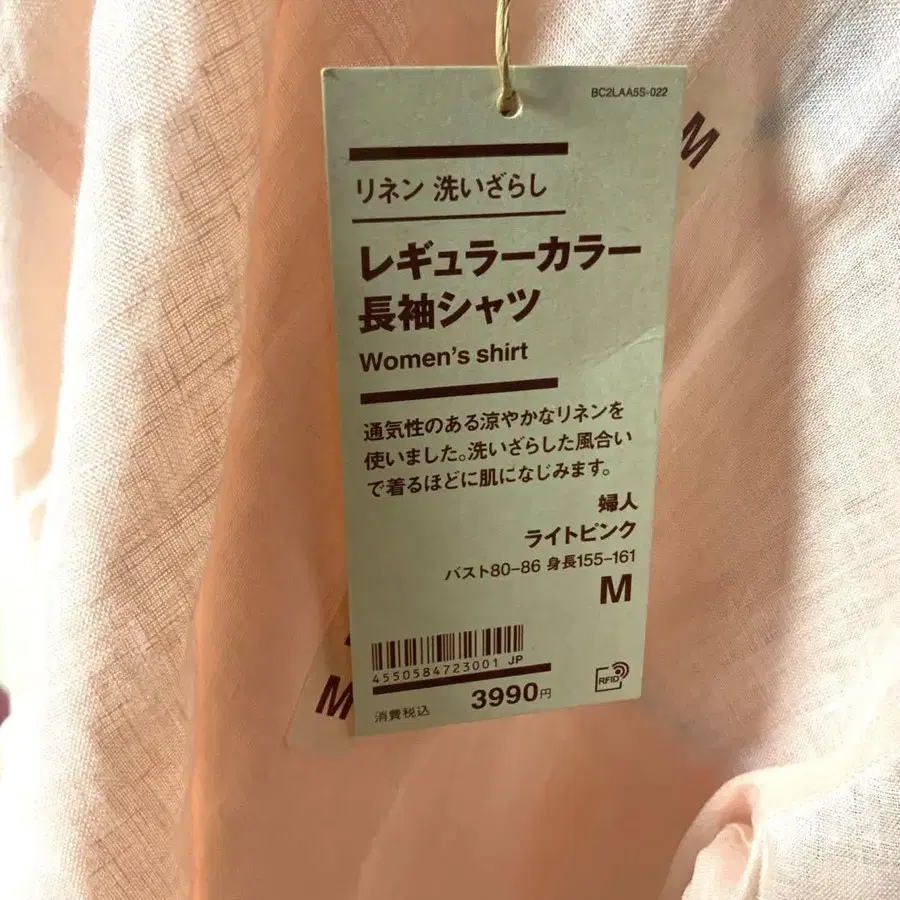 BC2LAA5S-022
M
リネン 洗いざらし
レギュラーカラー
長袖シャツ
Women's shirt
通気性のある涼やかなリネンを
使いました。洗いざらした風合い
で着るほどに肌になじみます。
婦人
ライトピンク
バスト80-86 身長155-161
M
4550584723001 JP
消費税込 3990円
RFID
M